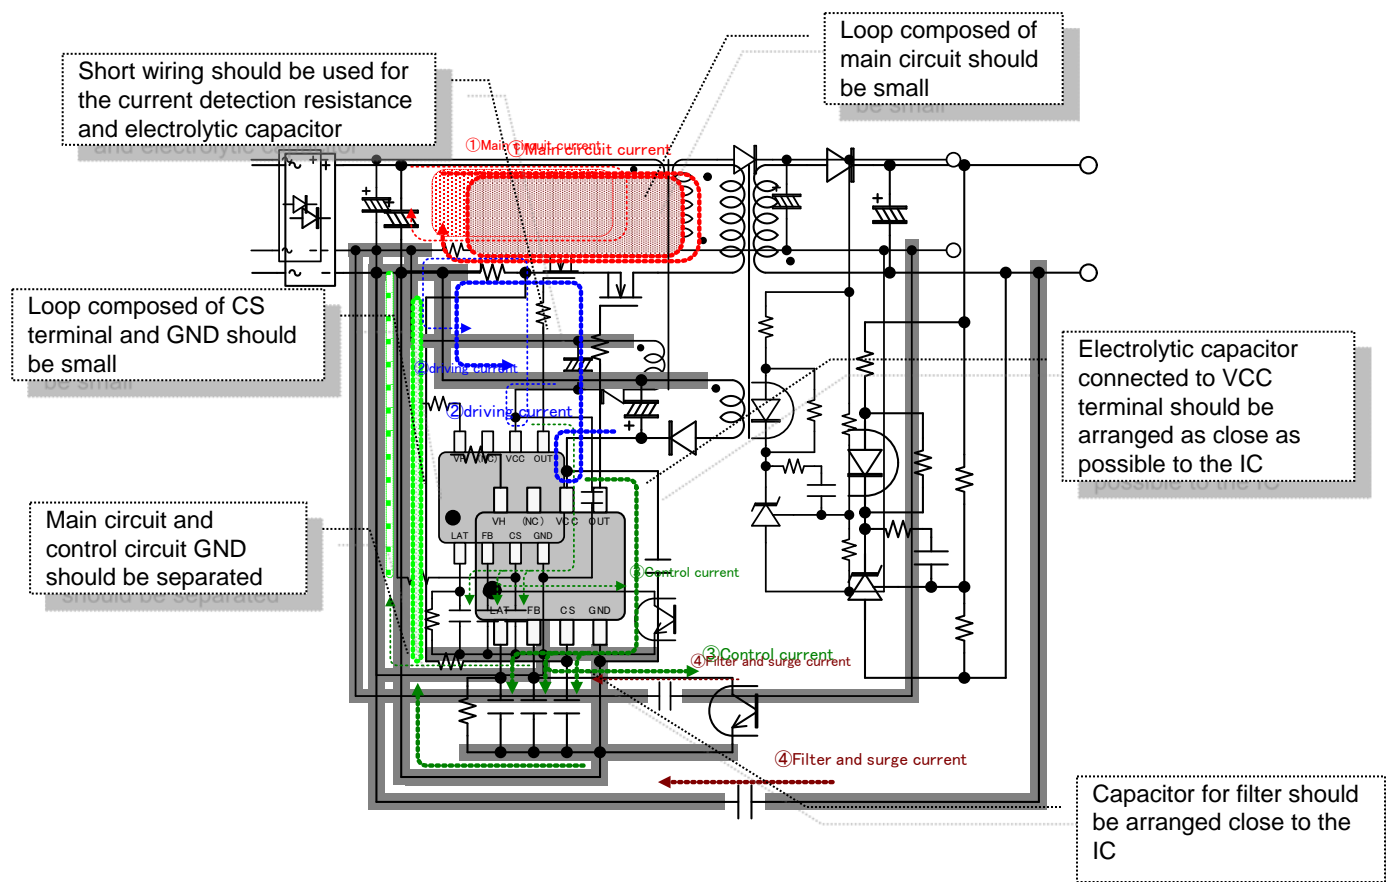 Loop composed of
main circuit should
be small
Short wiring should be used for
the current detection resistance
and electrolytic capacitor
①Main circuit current
①Main circuit current
Loop composed of CS
terminal and GND should
be small
Electrolytic capacitor
connected to VCC
terminal should be
arranged as close as
possible to the IC
②driving current
②driving current
VH (NC) VCC OUT
VH (NC) VCC OUT
Main circuit and
control circuit GND
should be separated
LAT FB CS GND
③Control current
LAT FB CS GND
③Control current
④Filter and surge current
④Filter and surge current
Capacitor for filter should
be arranged close to the
IC